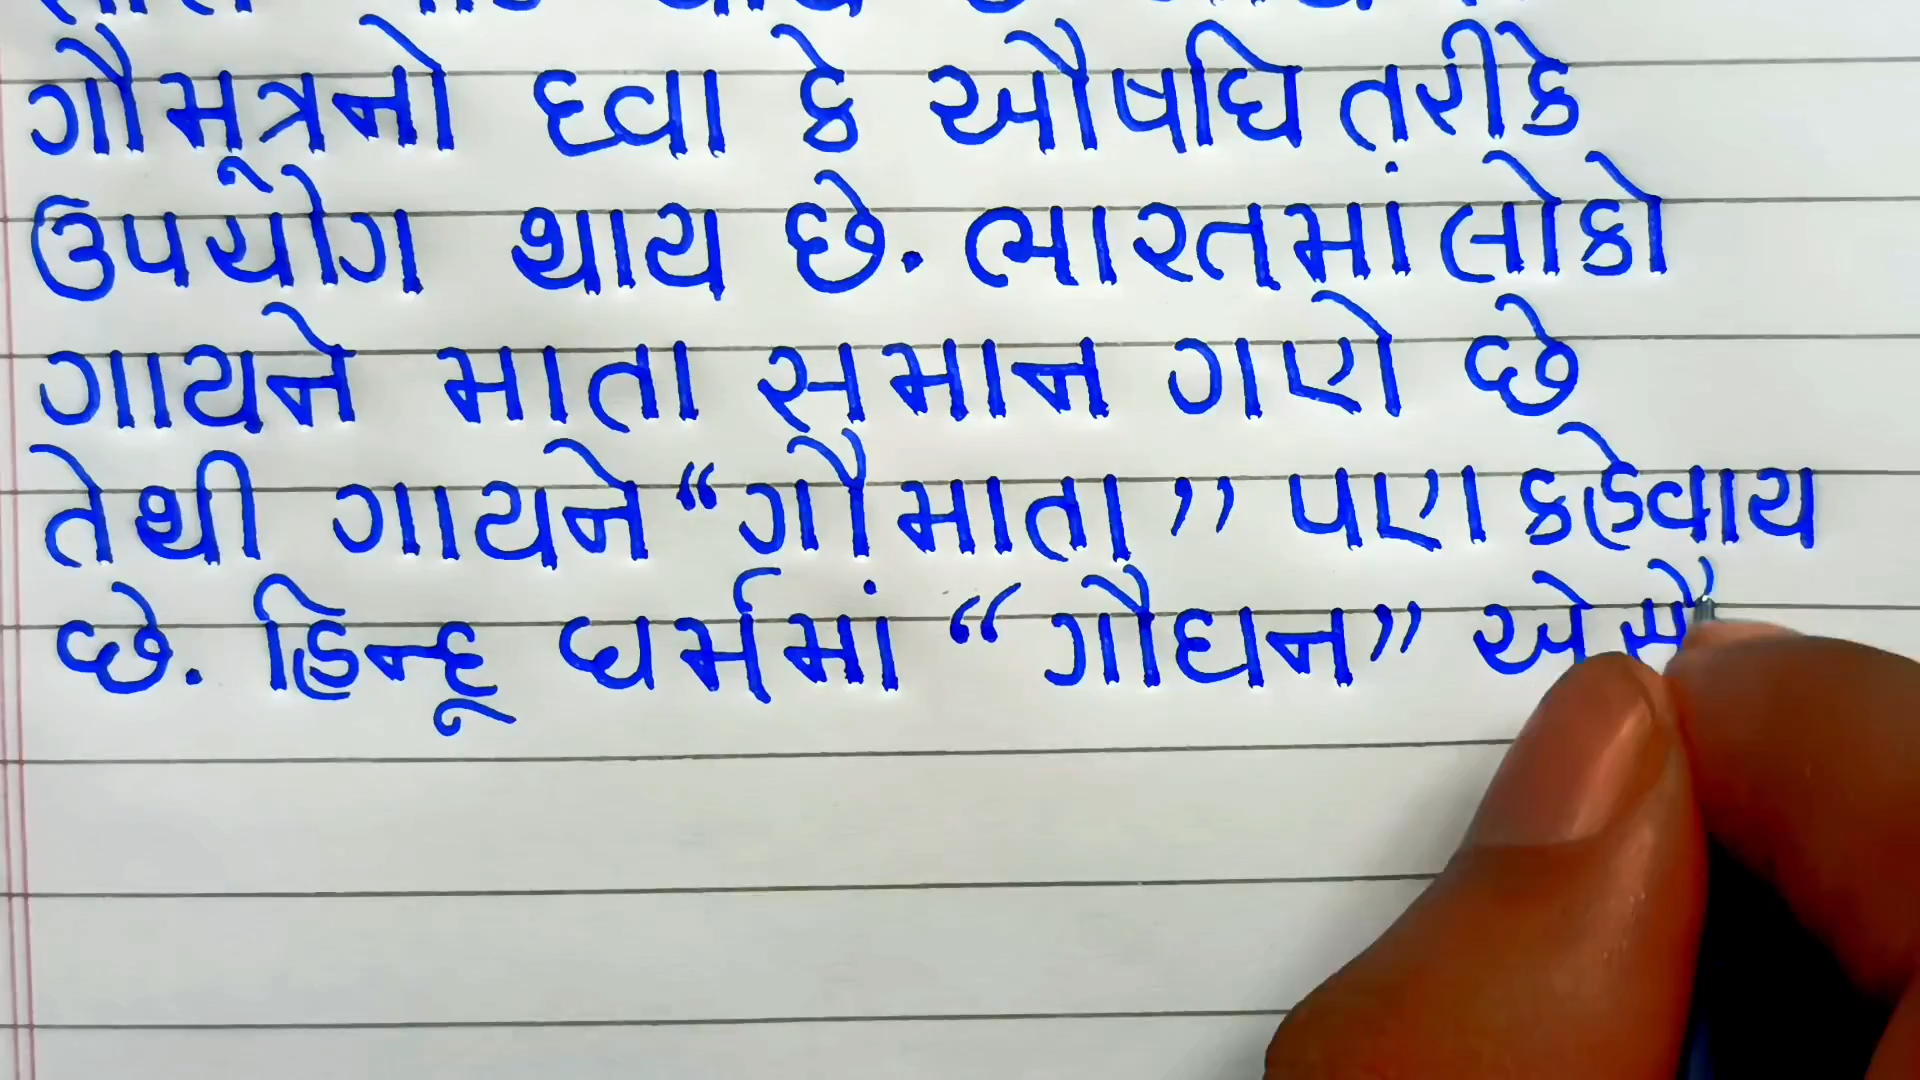 ગૌમૂત્રનો દવા કે ઔષધિ તરીકે
ઉપયોગ થાય છે. ભારતમાં લોકો
ગાયને માતા સમાન ગણે છે
તેથી ગાયને “ગૌમાતા” પણ કહેવાય
છે. હિન્દૂ ધર્મમાં “ગૌધન” એ